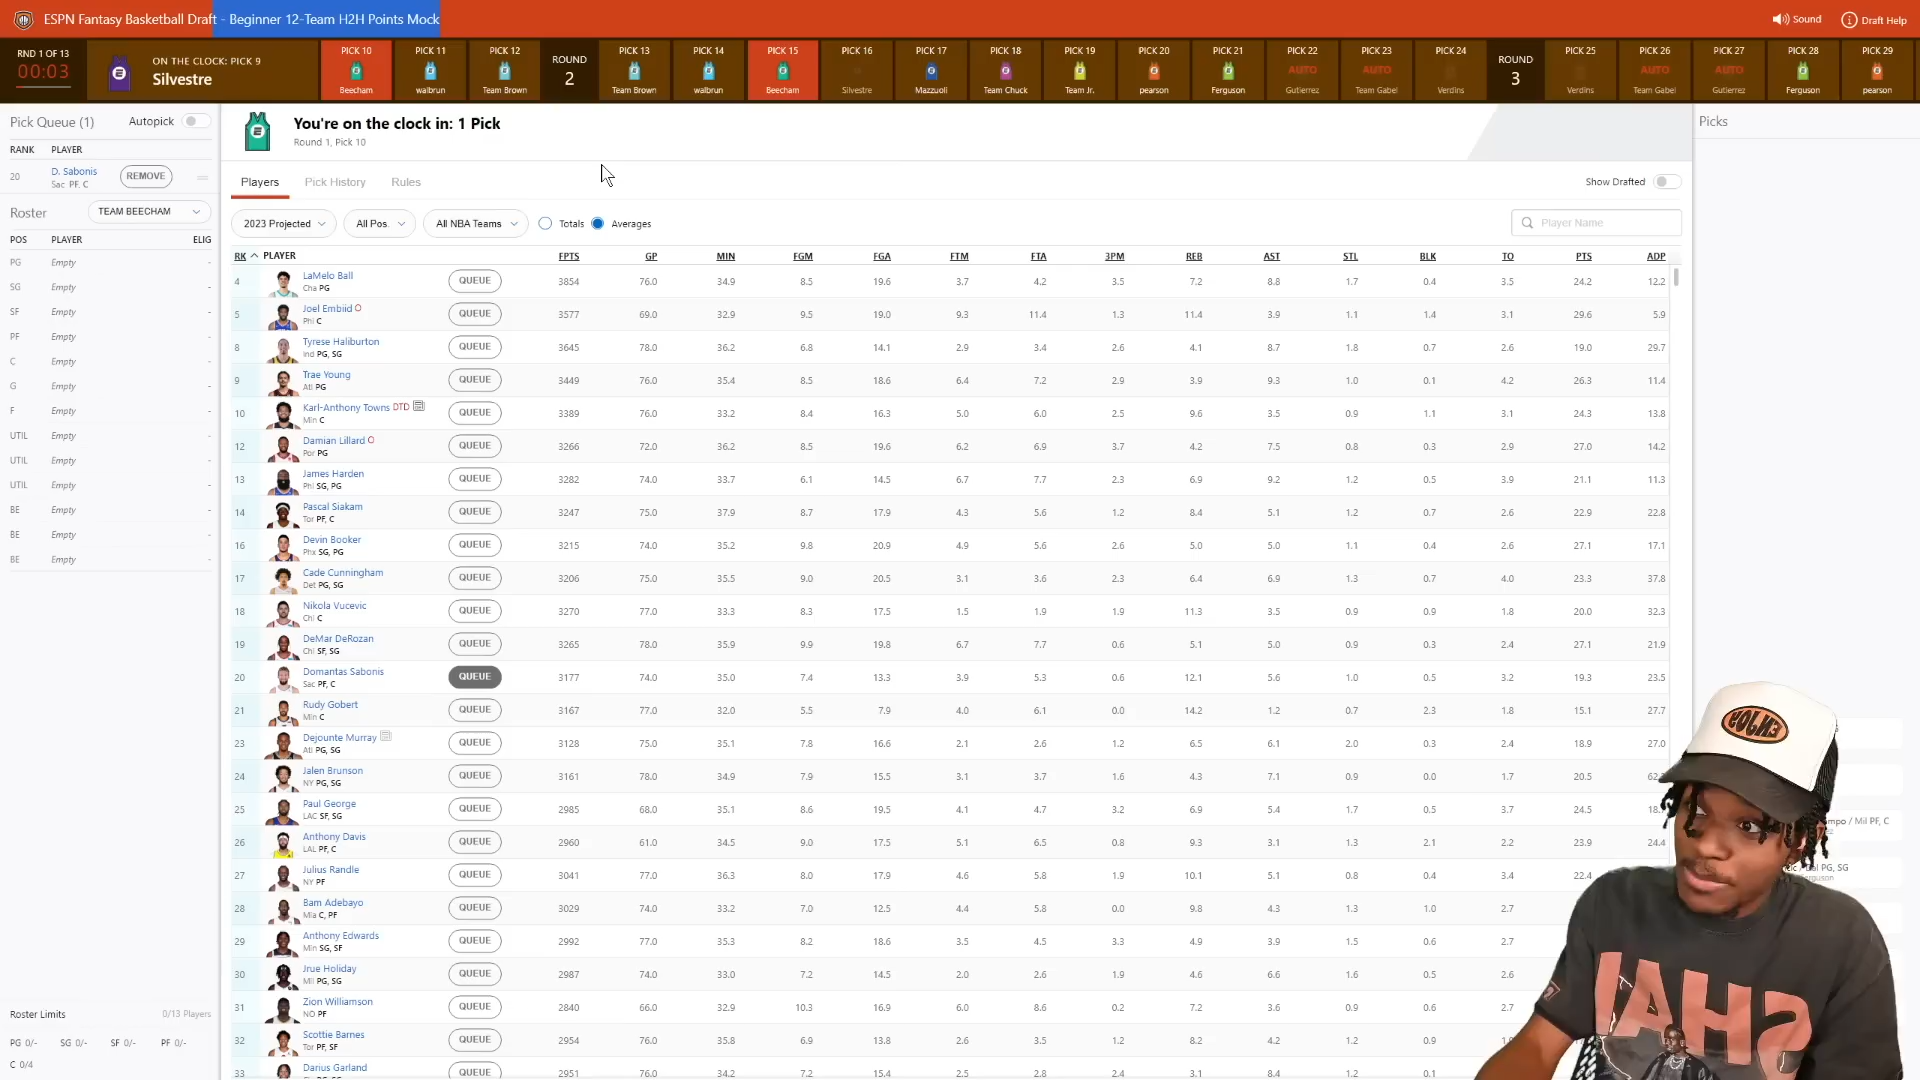 ESPN Fantasy Basketball Draft - Beginner 12-Team H2H Points Mock
Sound
Draft Help
RND 1 OF 13
00:03
ON THE CLOCK: PICK 9
Silvestre
PICK 10 Beecham
PICK 11 walbrun
PICK 12 Team Brown
ROUND 2
PICK 13 Team Brown
PICK 14 walbrun
PICK 15 Beecham
PICK 16 Silvestre
PICK 17 Mazzuoli
PICK 18 Team Chuck
PICK 19 Team Jr.
PICK 20 pearson
PICK 21 Ferguson
PICK 22 AUTO Gutierrez
PICK 23 AUTO Team Gabel
PICK 24 Verdins
ROUND 3
PICK 25 Verdins
PICK 26 AUTO Team Gabel
PICK 27 AUTO Gutierrez
PICK 28 Ferguson
PICK 29 pearson
Pick Queue (1)
Autopick
RANK PLAYER
20 D. Sabonis REMOVE
Sac PF, C
Roster
TEAM BEECHAM
POS PLAYER ELIG
PG Empty -
SG Empty -
SF Empty -
PF Empty -
C Empty -
G Empty -
F Empty -
UTIL Empty -
UTIL Empty -
UTIL Empty -
BE Empty -
BE Empty -
BE Empty -
Roster Limits 0/13 Players
PG 0/- SG 0/- SF 0/- PF 0/-
C 0/4
You're on the clock in: 1 Pick
Round 1, Pick 10
Players Pick History Rules
Show Drafted
2023 Projected All Pos. All NBA Teams Totals Averages
Player Name
RK PLAYER FPTS GP MIN FGM FGA FTM FTA 3PM REB AST STL BLK TO PTS ADP
4 LaMelo Ball Cha PG QUEUE 3854 76.0 34.9 8.5 19.6 3.7 4.2 3.5 7.2 8.8 1.7 0.4 3.5 24.2 12.2
5 Joel Embiid O Phi C QUEUE 3577 69.0 32.9 9.5 19.0 9.3 11.4 1.3 11.4 3.9 1.1 1.4 3.1 29.6 5.9
8 Tyrese Haliburton Ind PG, SG QUEUE 3645 78.0 36.2 6.8 14.1 2.9 3.4 2.6 4.1 8.7 1.8 0.7 2.6 19.0 29.7
9 Trae Young Atl PG QUEUE 3449 76.0 35.4 8.5 18.6 6.4 7.2 2.9 3.9 9.3 1.0 0.1 4.2 26.3 11.4
10 Karl-Anthony Towns DTD Min C QUEUE 3389 76.0 33.2 8.4 16.3 5.0 6.0 2.5 9.6 3.5 0.9 1.1 3.1 24.3 13.8
12 Damian Lillard O Por PG QUEUE 3266 72.0 36.2 8.5 19.6 6.2 6.9 3.7 4.2 7.5 0.8 0.3 2.9 27.0 14.2
13 James Harden Phi SG, PG QUEUE 3282 74.0 33.7 6.1 14.5 6.7 7.7 2.3 6.9 9.2 1.2 0.5 3.9 21.1 11.3
14 Pascal Siakam Tor PF, C QUEUE 3247 75.0 37.9 8.7 17.9 4.3 5.6 1.2 8.4 5.1 1.2 0.7 2.6 22.9 22.8
16 Devin Booker Phx SG, PG QUEUE 3215 74.0 35.2 9.8 20.9 4.9 5.6 2.6 5.0 5.0 1.1 0.4 2.6 27.1 17.1
17 Cade Cunningham Det PG, SG QUEUE 3206 75.0 35.5 9.0 20.5 3.1 3.6 2.3 6.4 6.9 1.3 0.7 4.0 23.3 37.8
18 Nikola Vucevic Chi C QUEUE 3270 77.0 33.3 8.3 17.5 1.5 1.9 1.9 11.3 3.5 0.9 0.9 1.8 20.0 32.3
19 DeMar DeRozan Chi SF, SG QUEUE 3265 78.0 35.9 9.9 19.8 6.7 7.7 0.6 5.1 5.0 0.9 0.3 2.4 27.1 21.9
20 Domantas Sabonis Sac PF, C QUEUE 3177 74.0 35.0 7.4 13.3 3.9 5.3 0.6 12.1 5.6 1.0 0.5 3.2 19.3 23.5
21 Rudy Gobert Min C QUEUE 3167 77.0 32.0 5.5 7.9 4.0 6.1 0.0 14.2 1.2 0.7 2.3 1.8 15.1 27.7
23 Dejounte Murray Atl PG, SG QUEUE 3128 75.0 35.1 7.8 16.6 2.1 2.6 1.2 6.5 6.1 2.0 0.3 2.4 18.9 27.0
24 Jalen Brunson NY PG, SG QUEUE 3161 78.0 34.9 7.9 15.5 3.1 3.7 1.6 4.3 7.1 0.9 0.0 1.7 20.5
25 Paul George LAC SF, SG QUEUE 2985 68.0 35.1 8.6 19.5 4.1 4.7 3.2 6.9 5.4 1.7 0.5 3.7 24.5
26 Anthony Davis LAL PF, C QUEUE 2960 61.0 34.5 9.0 17.5 5.1 6.5 0.8 9.3 3.1 1.3 2.1 2.2 23.9 24.4
27 Julius Randle NY PF QUEUE 3041 77.0 36.3 8.0 17.9 4.6 5.8 1.9 10.1 5.1 0.8 0.4 3.4 22.4
28 Bam Adebayo Mia C, PF QUEUE 3029 74.0 33.2 7.0 12.5 4.4 5.8 0.0 9.8 4.3 1.3 1.0 2.7
29 Anthony Edwards Min SG, SF QUEUE 2992 77.0 35.3 8.2 18.6 3.5 4.5 3.3 4.9 3.9 1.5 0.6 2.7
30 Jrue Holiday Mil PG, SG QUEUE 2987 74.0 33.0 7.2 14.5 2.0 2.6 1.9 4.6 6.6 1.6 0.5 2.6
31 Zion Williamson NO PF QUEUE 2840 66.0 32.9 10.3 16.9 6.0 8.6 0.2 7.2 3.6 0.9 0.6 2.7
32 Scottie Barnes Tor PF, SF QUEUE 2954 76.0 35.8 6.9 13.8 2.6 3.5 1.2 8.2 4.2 1.2 0.9
33 Darius Garland QUEUE 2951 76.0 34.2 7.2 15.4 2.5 2.8 2.4 3.1 8.4 1.2 0.1
Picks
/ Mil PF, C
PG, SG